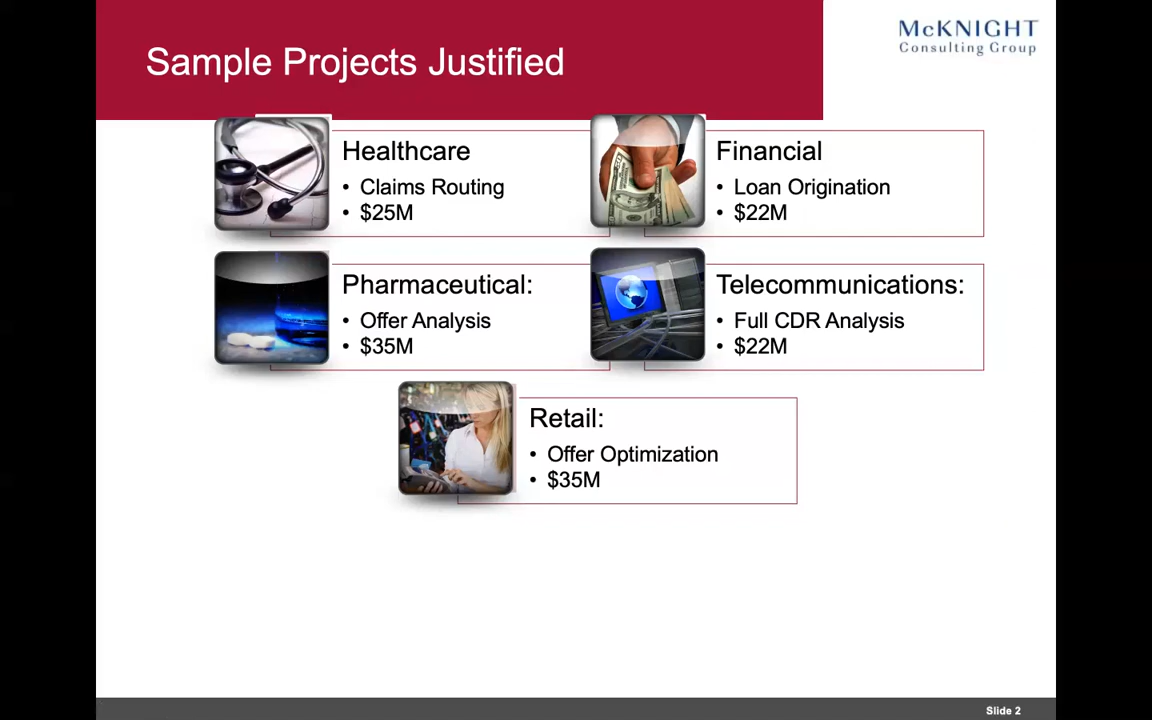 Sample Projects Justified
McKNIGHT
Consulting Group
Healthcare
• Claims Routing
• $25M
Financial
• Loan Origination
• $22M
Pharmaceutical:
• Offer Analysis
• $35M
Telecommunications:
• Full CDR Analysis
• $22M
Retail:
• Offer Optimization
• $35M
Slide 2